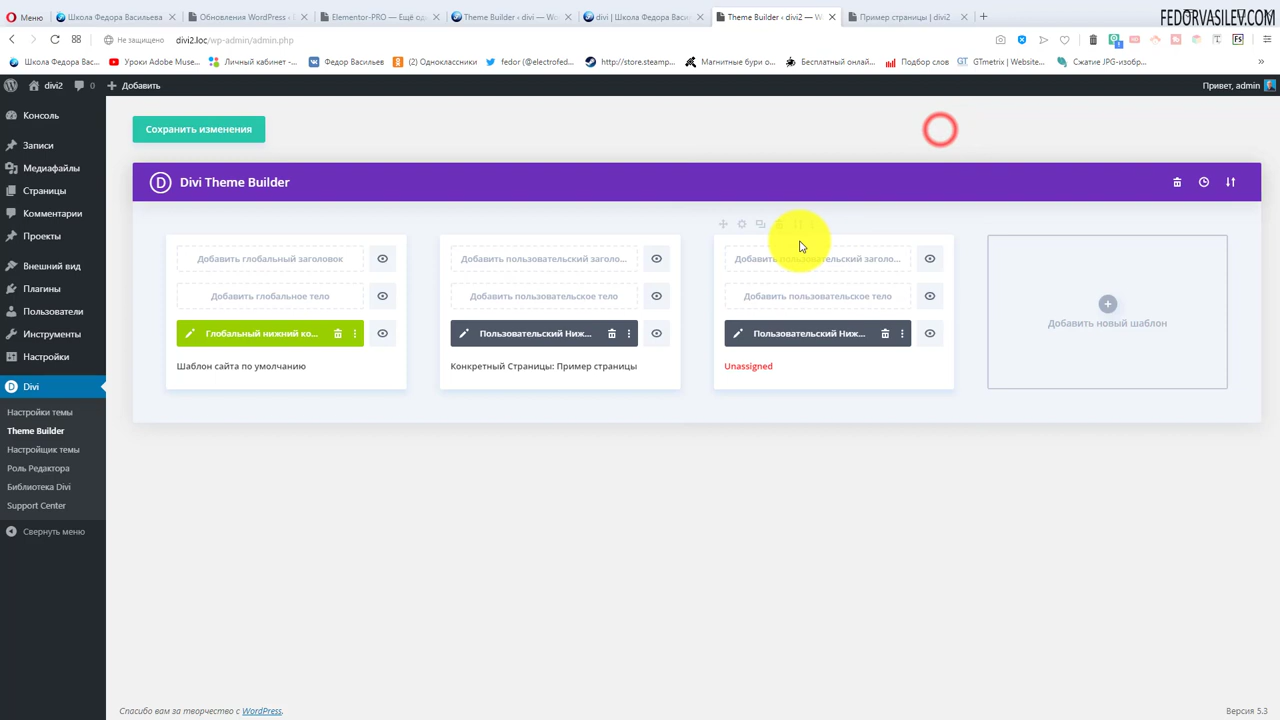 Меню
Школа Федора Васильева
Обновления WordPress ‹
Elementor-PRO — Ещё од
Theme Builder ‹ divi — W
divi | Школа Федора Ва
Theme Builder ‹ divi2 — W
Пример страницы | divi2
FEDORVASILEV.COM
Не защищено
divi2.loc/wp-admin/admin.php
Школа Федора Вас...
Уроки Adobe Muse...
Личный кабинет -...
Федор Васильев
(2) Одноклассники
fedor (@electrofed...
http://store.steamp...
Магнитные бури о...
Бесплатный онлай...
Подбор слов
GTmetrix | Website...
Сжатие JPG-изобр...
divi2
0
Добавить
Привет, admin
Консоль
Записи
Медиафайлы
Страницы
Комментарии
Проекты
Внешний вид
Плагины
Пользователи
Инструменты
Настройки
Divi
Настройки темы
Theme Builder
Настройщик темы
Роль Редактора
Библиотека Divi
Support Center
Свернуть меню
Сохранить изменения
D Divi Theme Builder
Добавить глобальный заголовок
Добавить глобальное тело
Глобальный нижний ко...
Шаблон сайта по умолчанию
Добавить пользовательский заголо...
Добавить пользовательское тело
Пользовательский Ниж...
Конкретный Страницы: Пример страницы
Добавить пользовательский заголо...
Добавить пользовательское тело
Пользовательский Ниж...
Unassigned
Добавить новый шаблон
Спасибо вам за творчество с WordPress.
Версия 5.3